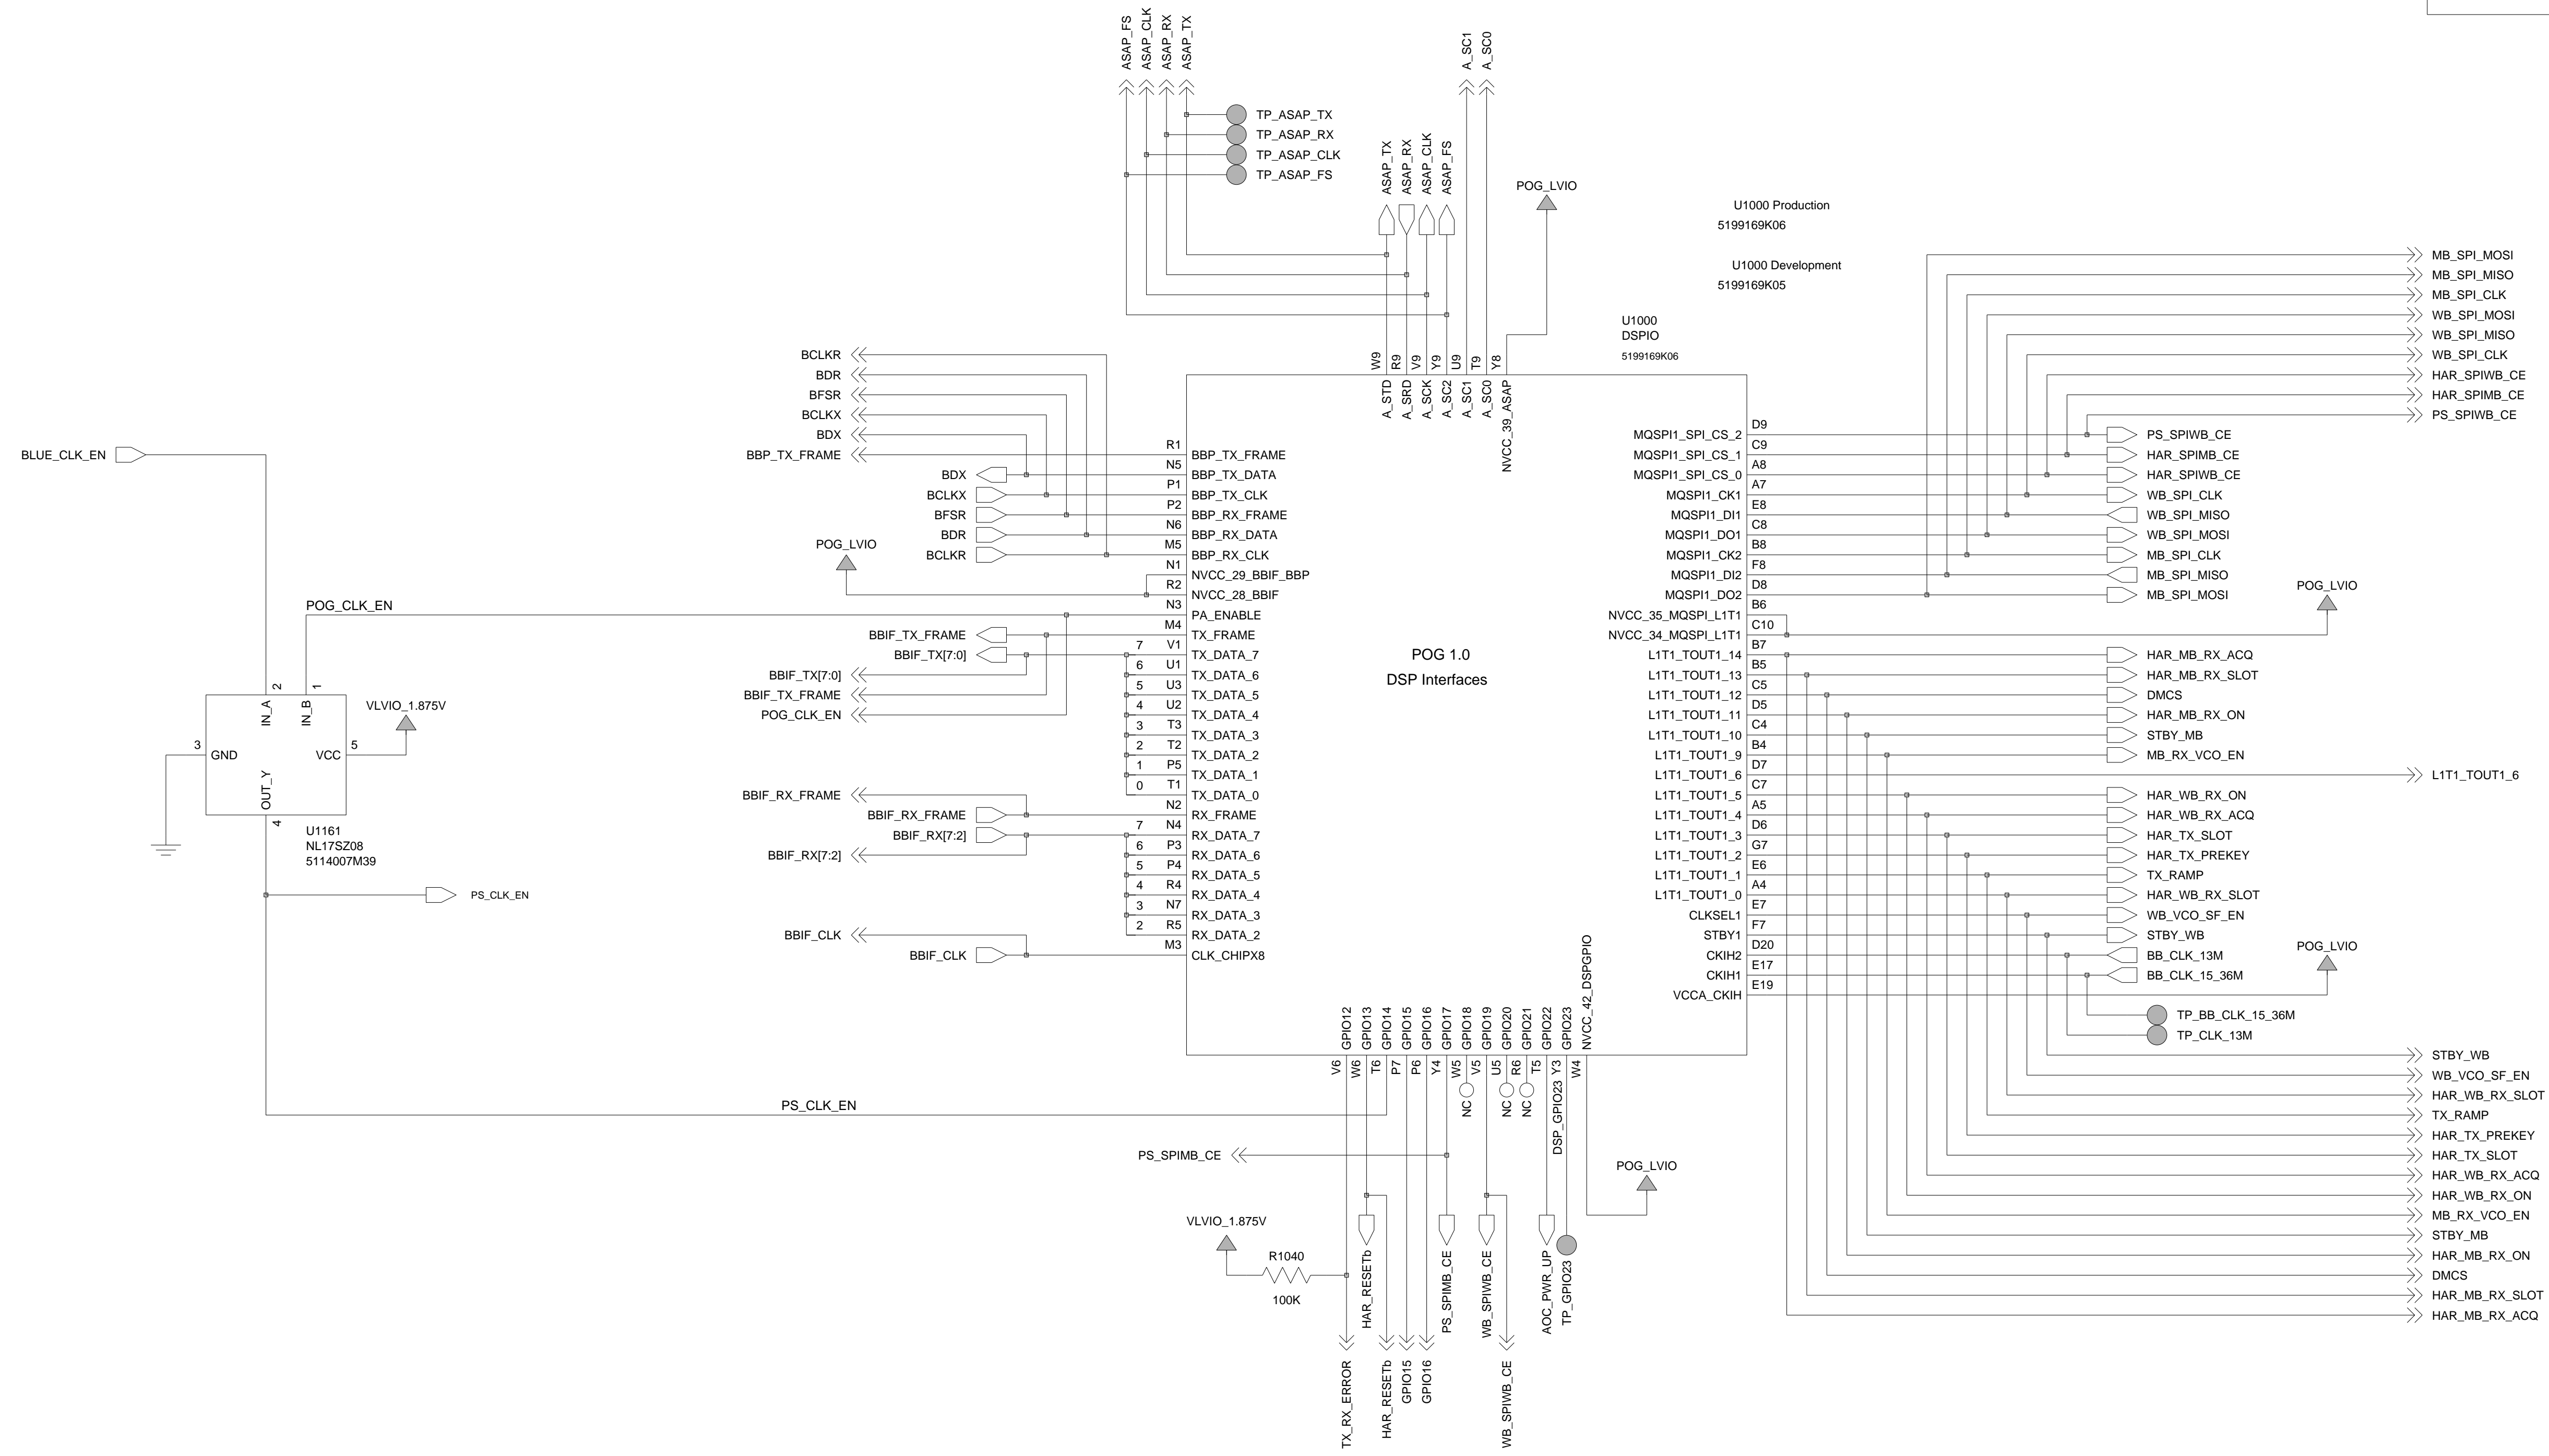 ASAP_FS
ASAP_CLK
ASAP_RX
ASAP_TX
A_SC1
A_SC0
TP_ASAP_TX
TP_ASAP_RX
TP_ASAP_CLK
TP_ASAP_FS
ASAP_TX
ASAP_RX
ASAP_CLK
ASAP_FS
POG_LVIO
U1000 Production
5199169K06
U1000 Development
5199169K05
U1000
DSPIO
5199169K06
W9
R9
V9
Y9
U9
T9
Y8
A_STD
A_SRD
A_SCK
A_SC2
A_SC1
A_SC0
NVCC_39_ASAP
BCLKR
BDR
BFSR
BCLKX
BDX
BBP_TX_FRAME
BDX
BCLKX
BFSR
BDR
BCLKR
POG_LVIO
R1 BBP_TX_FRAME
N5 BBP_TX_DATA
P1 BBP_TX_CLK
P2 BBP_RX_FRAME
N6 BBP_RX_DATA
M5 BBP_RX_CLK
N1 NVCC_29_BBIF_BBP
R2 NVCC_28_BBIF
N3 PA_ENABLE
M4 TX_FRAME
7 V1 TX_DATA_7
6 U1 TX_DATA_6
5 U3 TX_DATA_5
4 U2 TX_DATA_4
3 T3 TX_DATA_3
2 T2 TX_DATA_2
1 P5 TX_DATA_1
0 T1 TX_DATA_0
N2 RX_FRAME
7 N4 RX_DATA_7
6 P3 RX_DATA_6
5 P4 RX_DATA_5
4 R4 RX_DATA_4
3 N7 RX_DATA_3
2 R5 RX_DATA_2
M3 CLK_CHIPX8
BBIF_TX_FRAME
BBIF_TX[7:0]
BBIF_TX[7:0]
BBIF_TX_FRAME
POG_CLK_EN
BBIF_RX_FRAME
BBIF_RX_FRAME
BBIF_RX[7:2]
BBIF_RX[7:2]
BBIF_CLK
BBIF_CLK
BLUE_CLK_EN
POG_CLK_EN
2
1
IN_A
IN_B
VLVIO_1.875V
3
GND
VCC
5
OUT_Y
4
U1161
NL17SZ08
5114007M39
PS_CLK_EN
PS_CLK_EN
POG 1.0
DSP Interfaces
MQSPI1_SPI_CS_2 D9
MQSPI1_SPI_CS_1 C9
MQSPI1_SPI_CS_0 A8
MQSPI1_CK1 A7
MQSPI1_DI1 E8
MQSPI1_DO1 C8
MQSPI1_CK2 B8
MQSPI1_DI2 F8
MQSPI1_DO2 D8
NVCC_35_MQSPI_L1T1 B6
NVCC_34_MQSPI_L1T1 C10
L1T1_TOUT1_14 B7
L1T1_TOUT1_13 B5
L1T1_TOUT1_12 C5
L1T1_TOUT1_11 D5
L1T1_TOUT1_10 C4
L1T1_TOUT1_9 B4
L1T1_TOUT1_6 D7
L1T1_TOUT1_5 C7
L1T1_TOUT1_4 A5
L1T1_TOUT1_3 D6
L1T1_TOUT1_2 G7
L1T1_TOUT1_1 E6
L1T1_TOUT1_0 A4
CLKSEL1 E7
STBY1 F7
CKIH2 D20
CKIH1 E17
VCCA_CKIH E19
MB_SPI_MOSI
MB_SPI_MISO
MB_SPI_CLK
WB_SPI_MOSI
WB_SPI_MISO
WB_SPI_CLK
HAR_SPIWB_CE
HAR_SPIMB_CE
PS_SPIWB_CE
PS_SPIWB_CE
HAR_SPIMB_CE
HAR_SPIWB_CE
WB_SPI_CLK
WB_SPI_MISO
WB_SPI_MOSI
MB_SPI_CLK
MB_SPI_MISO
MB_SPI_MOSI
POG_LVIO
HAR_MB_RX_ACQ
HAR_MB_RX_SLOT
DMCS
HAR_MB_RX_ON
STBY_MB
MB_RX_VCO_EN
L1T1_TOUT1_6
HAR_WB_RX_ON
HAR_WB_RX_ACQ
HAR_TX_SLOT
HAR_TX_PREKEY
TX_RAMP
HAR_WB_RX_SLOT
WB_VCO_SF_EN
STBY_WB
BB_CLK_13M
BB_CLK_15_36M
POG_LVIO
TP_BB_CLK_15_36M
TP_CLK_13M
STBY_WB
WB_VCO_SF_EN
HAR_WB_RX_SLOT
TX_RAMP
HAR_TX_PREKEY
HAR_TX_SLOT
HAR_WB_RX_ACQ
HAR_WB_RX_ON
MB_RX_VCO_EN
STBY_MB
HAR_MB_RX_ON
DMCS
HAR_MB_RX_SLOT
HAR_MB_RX_ACQ
GPIO12
GPIO13
GPIO14
GPIO15
GPIO16
GPIO17
GPIO18
GPIO19
GPIO20
GPIO21
GPIO22
GPIO23
NVCC_42_DSPGPIO
V6
W6
T6
P7
P6
Y4
W5
V5
U5
R6
T5
Y3
W4
NC
NC
NC
DSP_GPIO23
PS_SPIMB_CE
POG_LVIO
VLVIO_1.875V
R1040
100K
HAR_RESETb
PS_SPIMB_CE
WB_SPIWB_CE
AOC_PWR_UP
TP_GPIO23
TX_RX_ERROR
HAR_RESETb
GPIO15
GPIO16
WB_SPIWB_CE